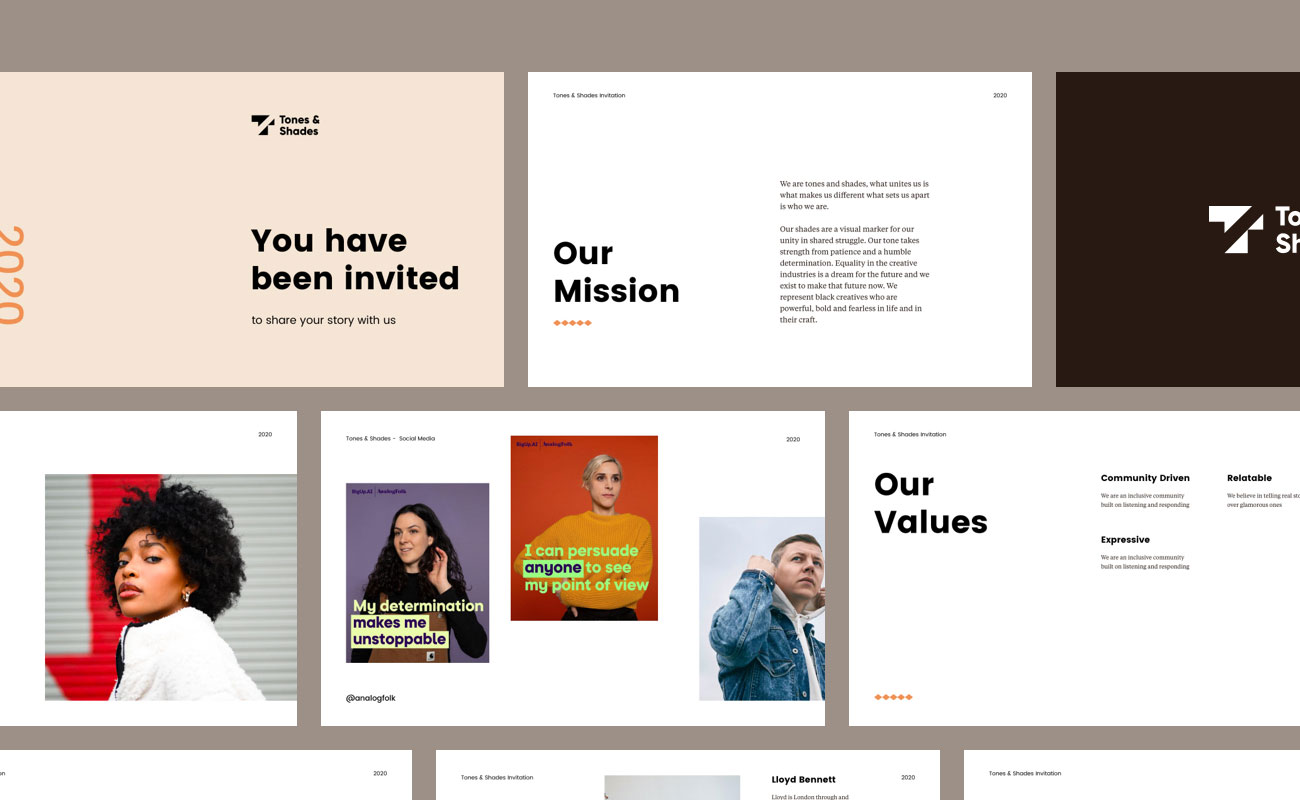 Tones &
Shades
2020
You have
been invited
to share your story with us
Tones & Shades Invitation
2020
Our
Mission
We are tones and shades, what unites us is
what makes us different what sets us apart
is who we are.
Our shades are a visual marker for our
unity in shared struggle. Our tone takes
strength from patience and a humble
determination. Equality in the creative
industries is a dream for the future and we
exist to make that future now. We
represent black creatives who are
powerful, bold and fearless in life and in
their craft.
To
Sh
2020
Tones & Shades - Social Media
2020
BigUp.AI | AnalogFolk
My determination
makes me
unstoppable
BigUp.AI | AnalogFolk
I can persuade
anyone to see
my point of view
@analogfolk
Tones & Shades Invitation
Our
Values
Community Driven
We are an inclusive community
built on listening and responding
Relatable
We believe in telling real sto
over glamorous ones
Expressive
We are an inclusive community
built on listening and responding
on
2020
Tones & Shades Invitation
Lloyd Bennett
2020
Lloyd is London through and
Tones & Shades Invitation